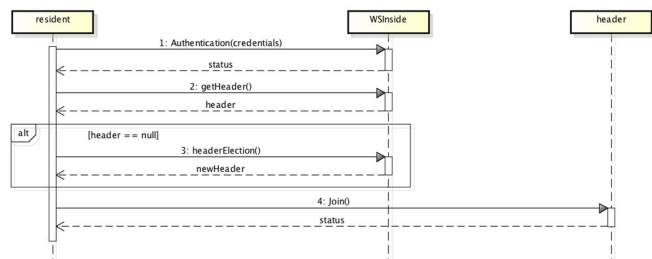 resident
WSInside
header
1: Authentication(credentials)
status
2: getHeader()
header
alt
[header == null]
3: headerElection()
newHeader
4: Join()
status